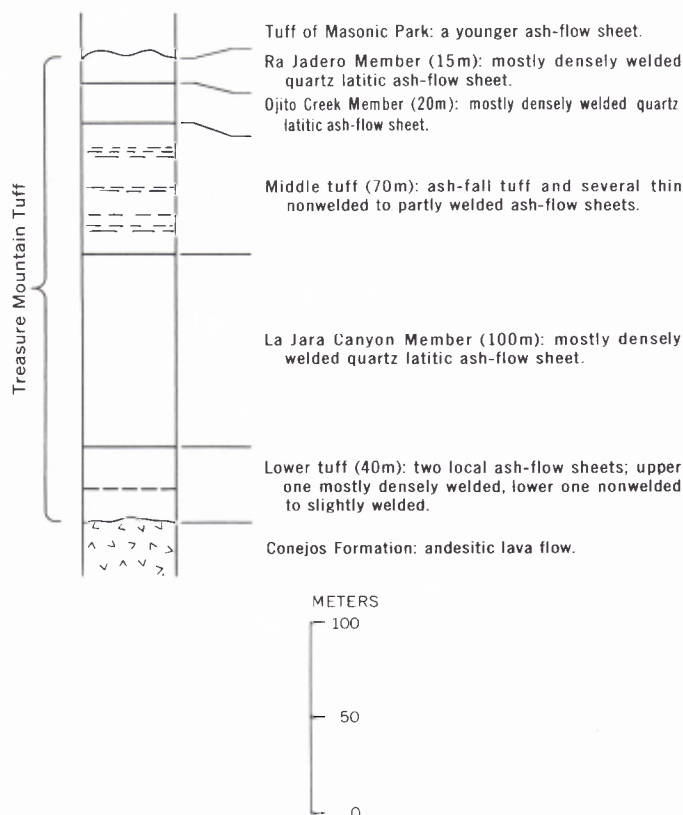 Tuff of Masonic Park: a younger ash-flow sheet.
Ra Jadero Member (15m): mostly densely welded
quartz latitic ash-flow sheet.
Ojito Creek Member (20m): mostly densely welded quartz
latitic ash-flow sheet.
Middle tuff (70m): ash-fall tuff and several thin
nonwelded to partly welded ash-flow sheets.
Treasure Mountain Tuff
La Jara Canyon Member (100m): mostly densely
welded quartz latitic ash-flow sheet.
Lower tuff (40m): two local ash-flow sheets; upper
one mostly densely welded, lower one nonwelded
to slightly welded.
Conejos Formation: andesitic lava flow.
METERS
100
50
0